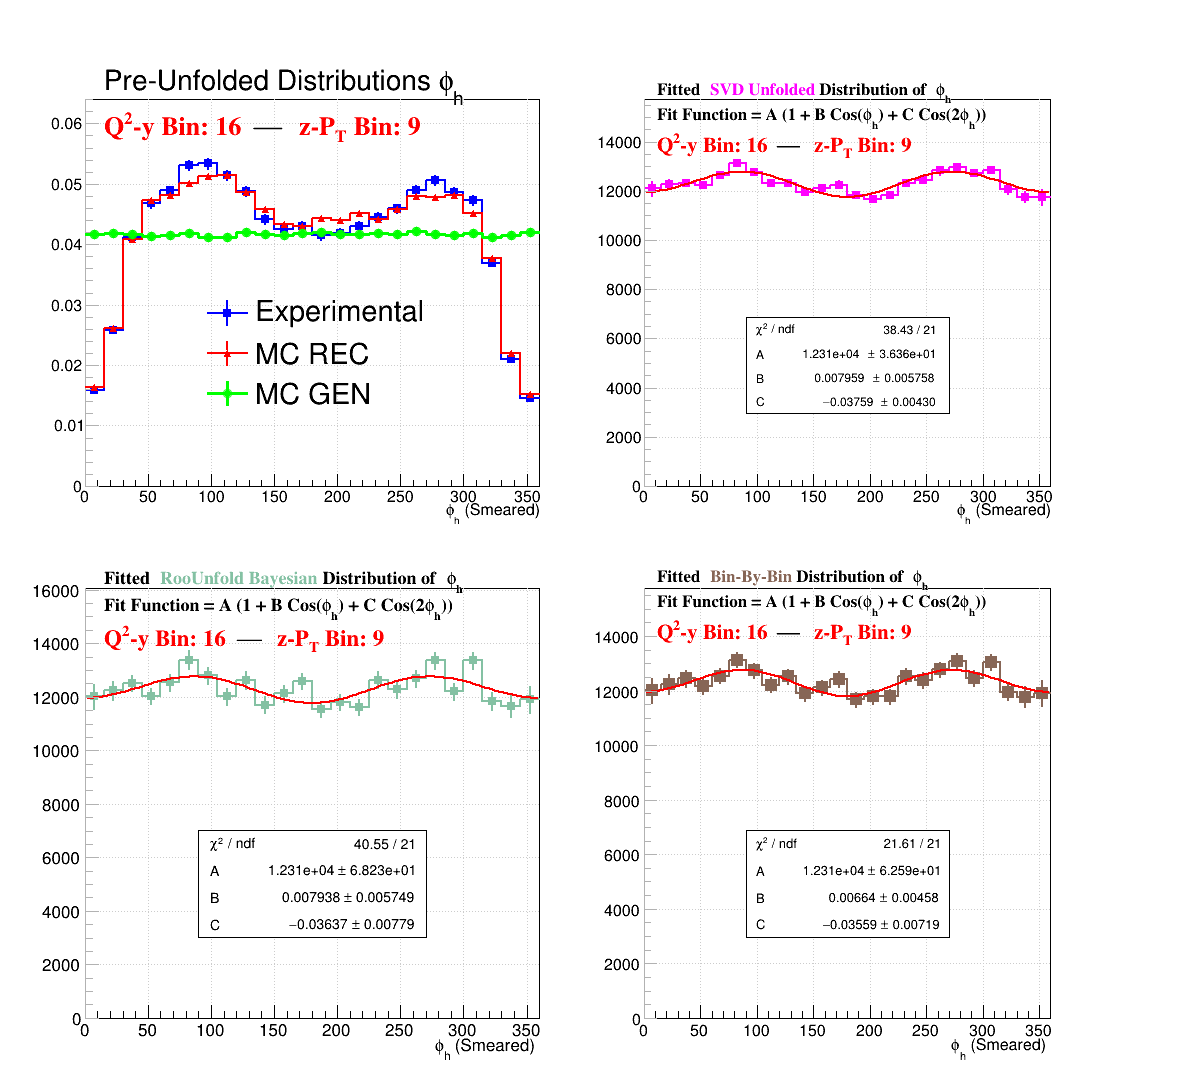 Pre-Unfolded Distributions ϕh
Q²-y Bin: 16 — z-PT Bin: 9
0.06
0.05
0.04
0.03
0.02
0.01
0
Experimental
MC REC
MC GEN
0 50 100 150 200 250 300 350
ϕh (Smeared)
Fitted SVD Unfolded Distribution of ϕh
Fit Function = A (1 + B Cos(ϕh) + C Cos(2ϕh))
Q²-y Bin: 16 — z-PT Bin: 9
14000
12000
10000
8000
6000
4000
2000
0
χ² / ndf 38.43 / 21
A 1.231e+04 ± 3.636e+01
B 0.007959 ± 0.005758
C −0.03759 ± 0.00430
0 50 100 150 200 250 300 350
ϕh (Smeared)
Fitted RooUnfold Bayesian Distribution of ϕh
Fit Function = A (1 + B Cos(ϕh) + C Cos(2ϕh))
Q²-y Bin: 16 — z-PT Bin: 9
16000
14000
12000
10000
8000
6000
4000
2000
0
χ² / ndf 40.55 / 21
A 1.231e+04 ± 6.823e+01
B 0.007938 ± 0.005749
C −0.03637 ± 0.00779
0 50 100 150 200 250 300 350
ϕh (Smeared)
Fitted Bin-By-Bin Distribution of ϕh
Fit Function = A (1 + B Cos(ϕh) + C Cos(2ϕh))
Q²-y Bin: 16 — z-PT Bin: 9
14000
12000
10000
8000
6000
4000
2000
0
χ² / ndf 21.61 / 21
A 1.231e+04 ± 6.259e+01
B 0.00664 ± 0.00458
C −0.03559 ± 0.00719
0 50 100 150 200 250 300 350
ϕh (Smeared)